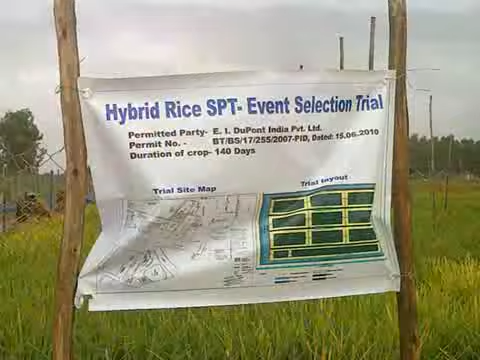 Hybrid Rice SPT- Event Selection Trial
Permitted Party- E. I. DuPont India Pvt. Ltd.
Permit No. - BT/BS/17/255/2007-PID, Dated: 15.06.2010
Duration of crop- 140 Days
Trial Site Map
Trial Layout